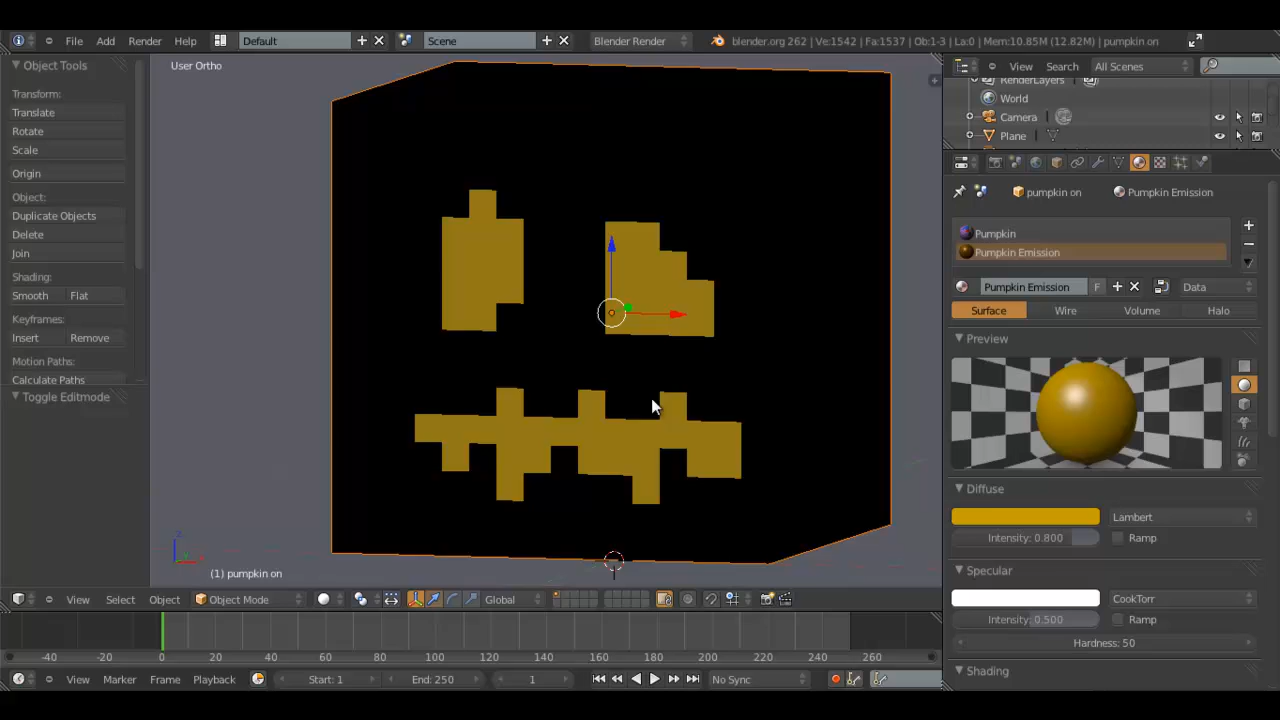 File Add Render Help Default Scene Blender Render blender.org 262 | Ve:1542 | Fa:1537 | Ob:1-3 | La:0 | Mem:10.85M (12.82M) | pumpkin on
Object Tools
Transform:
Translate
Rotate
Scale
Origin
Object:
Duplicate Objects
Delete
Join
Shading:
Smooth Flat
Keyframes:
Insert Remove
Motion Paths:
Calculate Paths
Toggle Editmode
User Ortho
(1) pumpkin on
View Select Object Object Mode Global
View Search All Scenes
RenderLayers
World
Camera
Plane
pumpkin on Pumpkin Emission
Pumpkin
Pumpkin Emission
Pumpkin Emission F Data
Surface Wire Volume Halo
Preview
Diffuse
Lambert
Intensity: 0.800 Ramp
Specular
CookTorr
Intensity: 0.500 Ramp
Hardness: 50
Shading
-40 -20 0 20 40 60 80 100 120 140 160 180 200 220 240 260
View Marker Frame Playback Start: 1 End: 250 1 No Sync